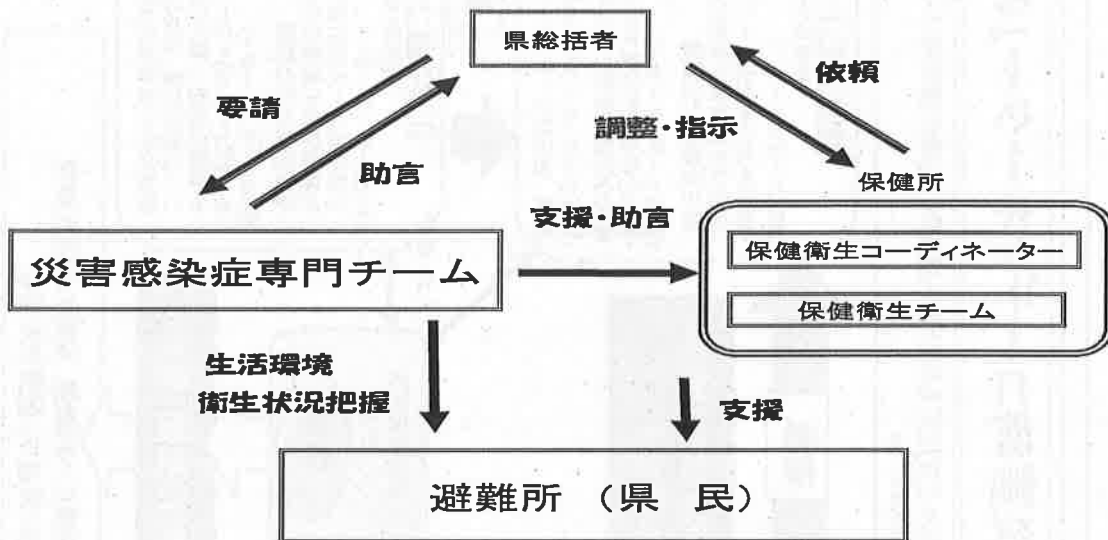 県総括者
要請
依頼
調整・指示
助言
保健所
支援・助言
保健衛生コーディネーター
災害感染症専門チーム
保健衛生チーム
生活環境
衛生状況把握
支援
避難所 （県　民）